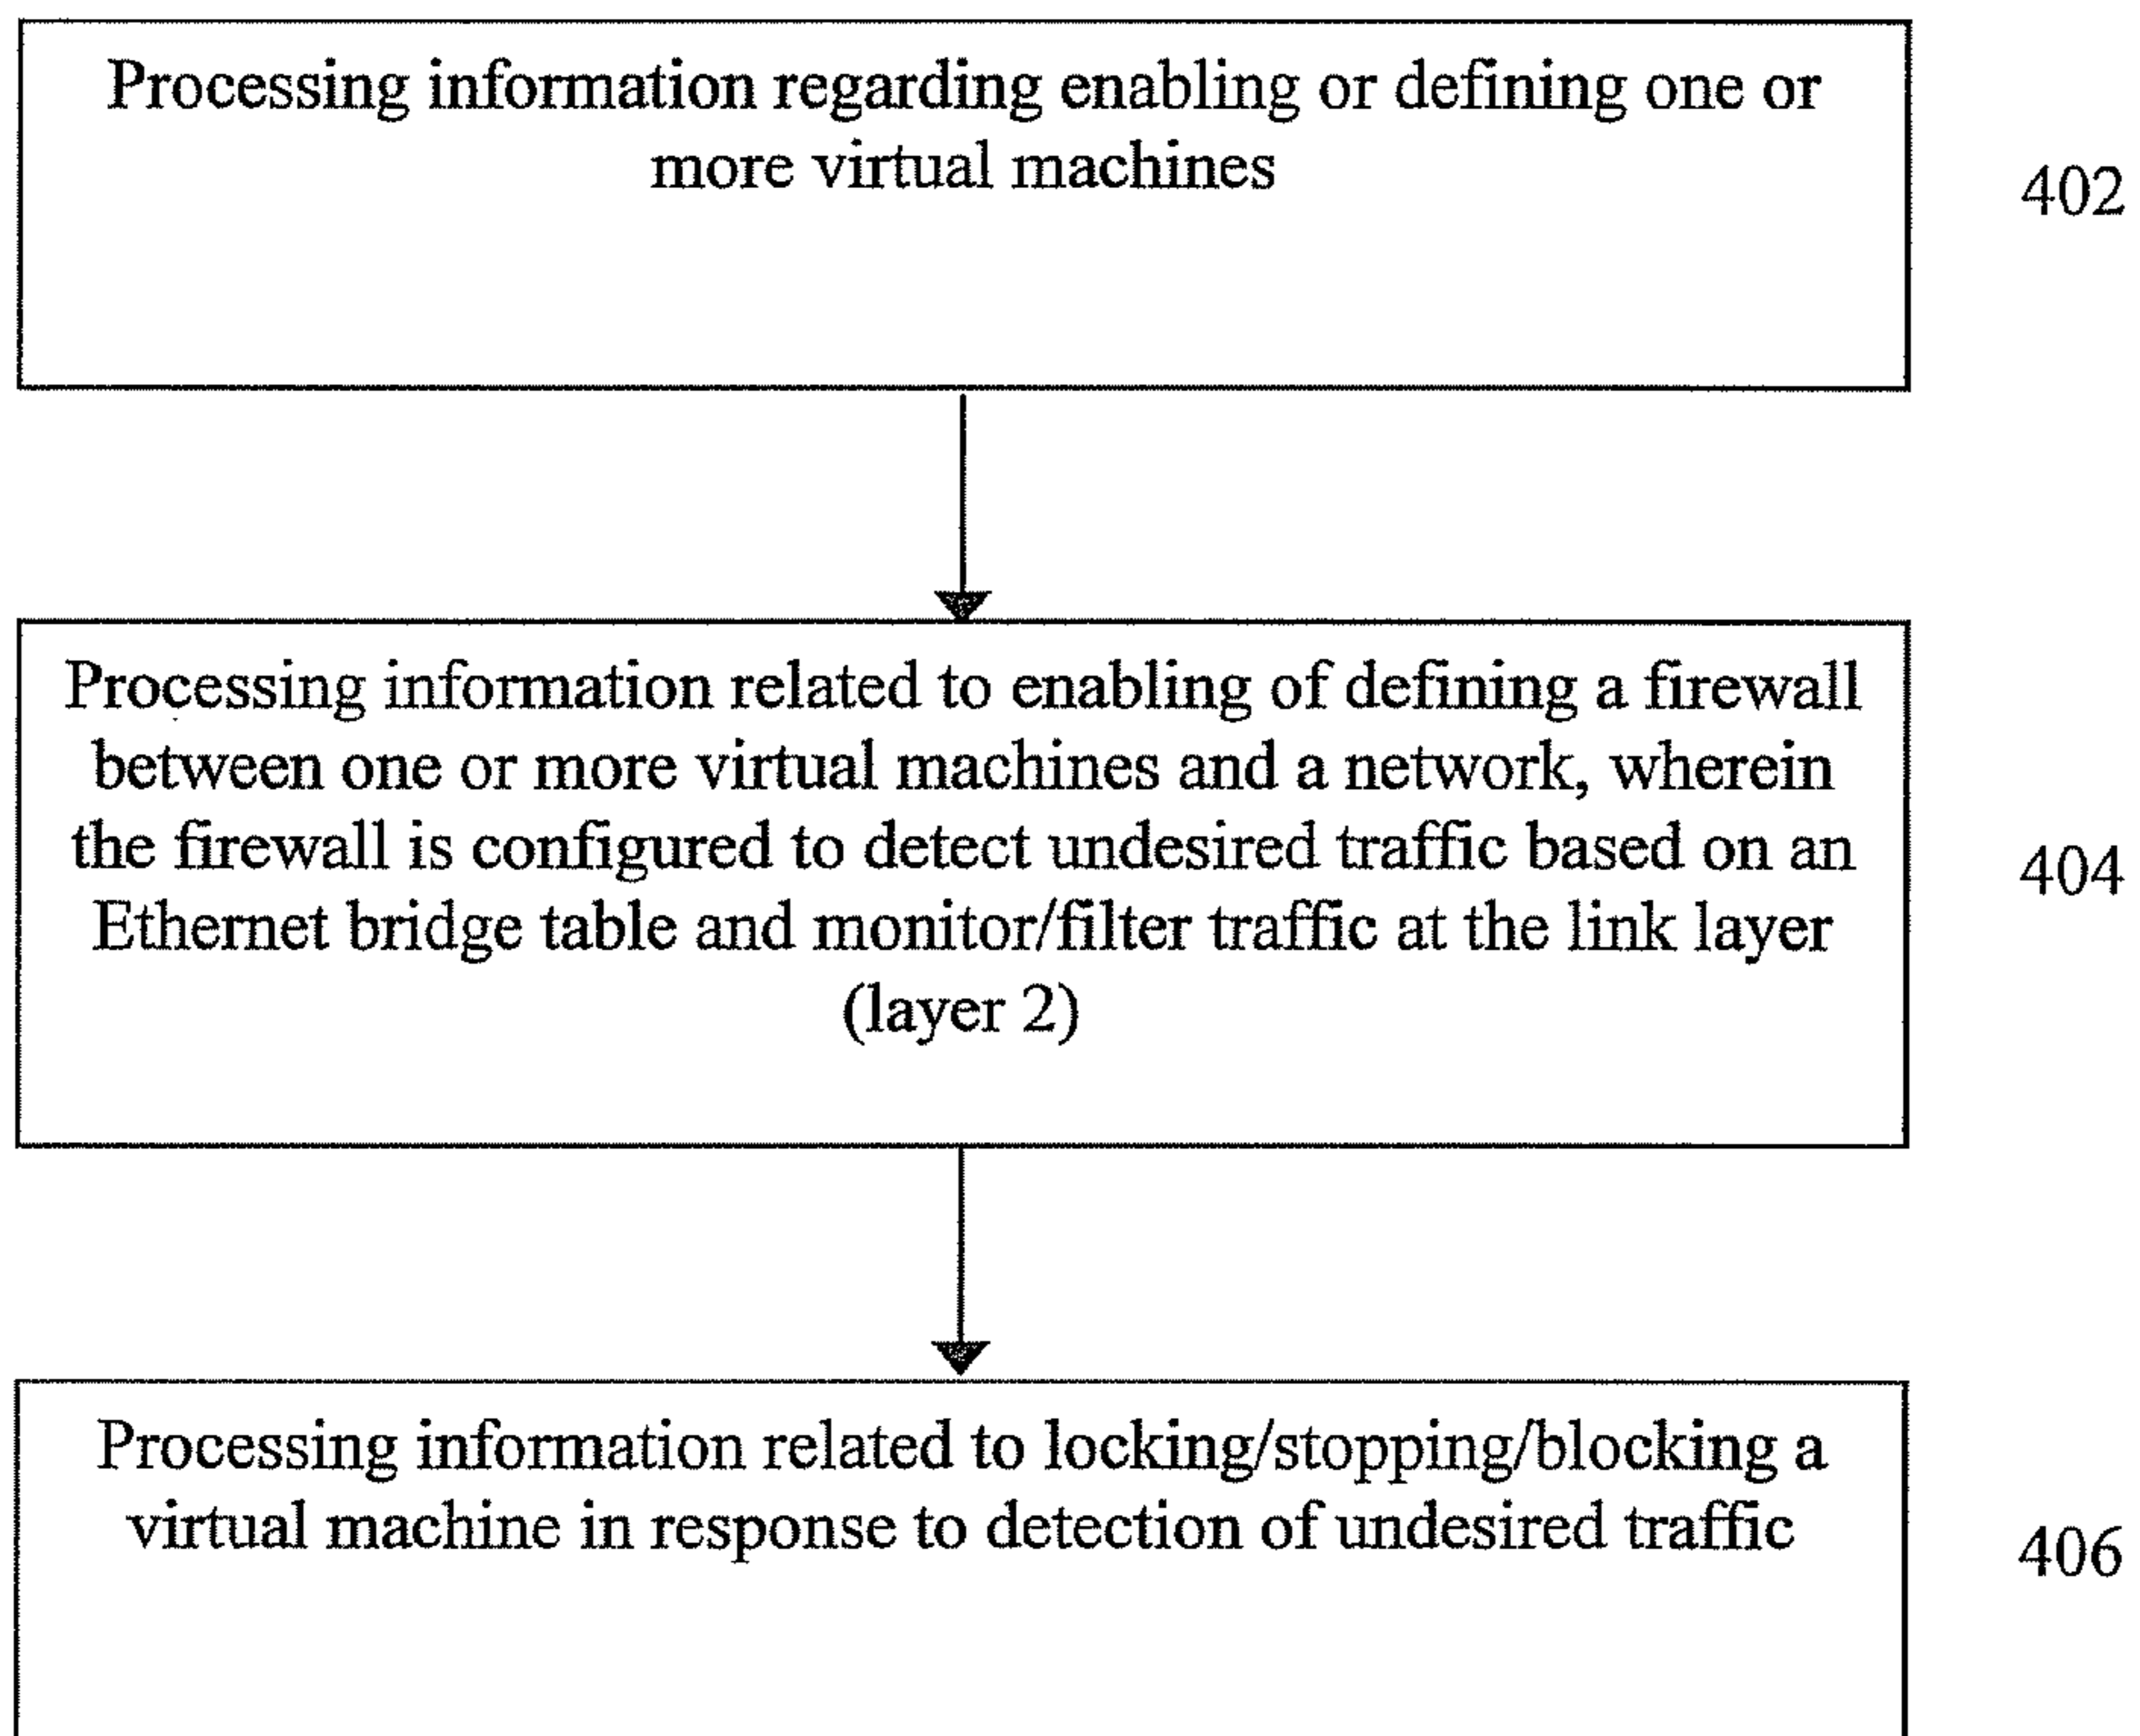 Processing information regarding enabling or defining one or
more virtual machines
402
Processing information related to enabling of defining a firewall
between one or more virtual machines and a network, wherein
the firewall is configured to detect undesired traffic based on an
Ethernet bridge table and monitor/filter traffic at the link layer
(layer 2)
404
Processing information related to locking/stopping/blocking a
virtual machine in response to detection of undesired traffic
406